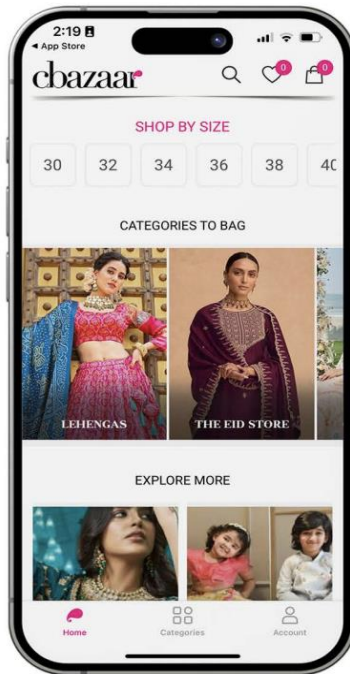 2:19
App Store
cbazaar
0
0
SHOP BY SIZE
30 32 34 36 38 40
CATEGORIES TO BAG
LEHENGAS
THE EID STORE
EXPLORE MORE
Home
Categories
Account